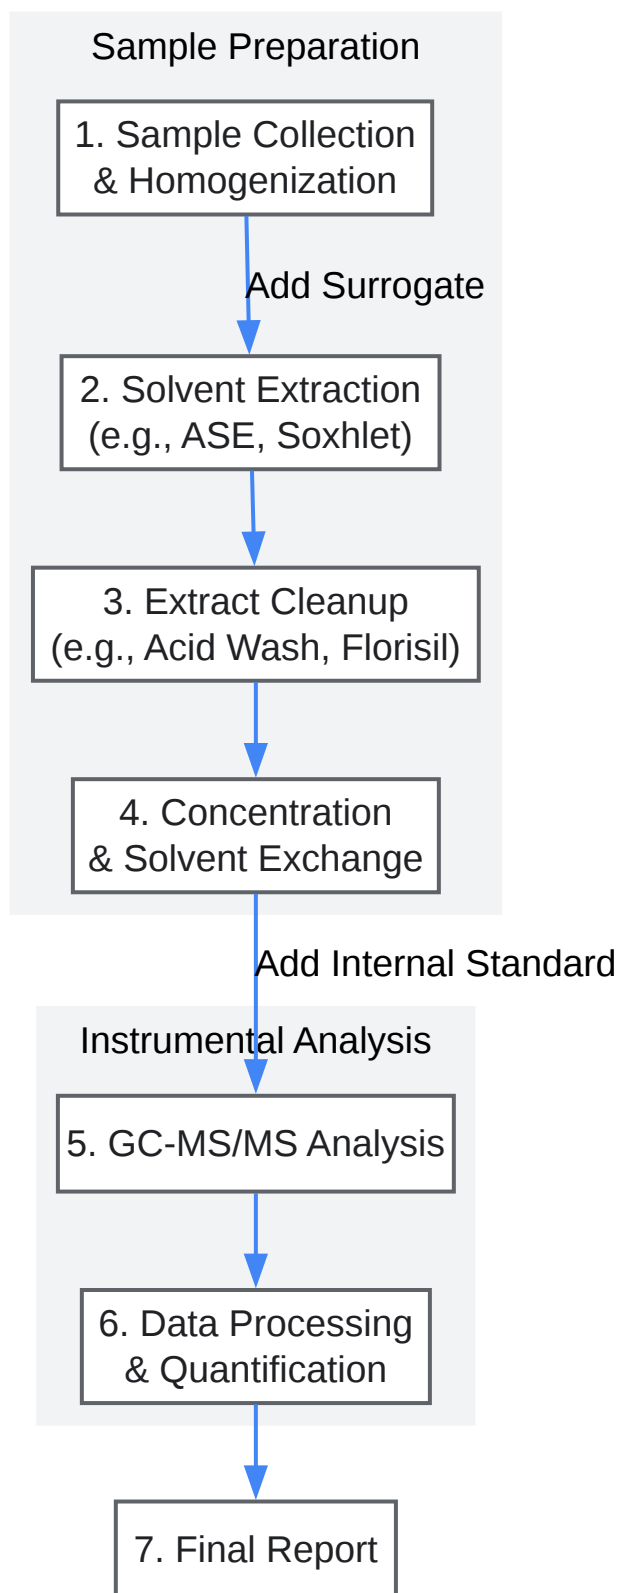 Sample Preparation
1. Sample Collection
& Homogenization
Add Surrogate
2. Solvent Extraction
(e.g., ASE, Soxhlet)
3. Extract Cleanup
(e.g., Acid Wash, Florisil)
4. Concentration
& Solvent Exchange
Add Internal Standard
Instrumental Analysis
5. GC-MS/MS Analysis
6. Data Processing
& Quantification
7. Final Report